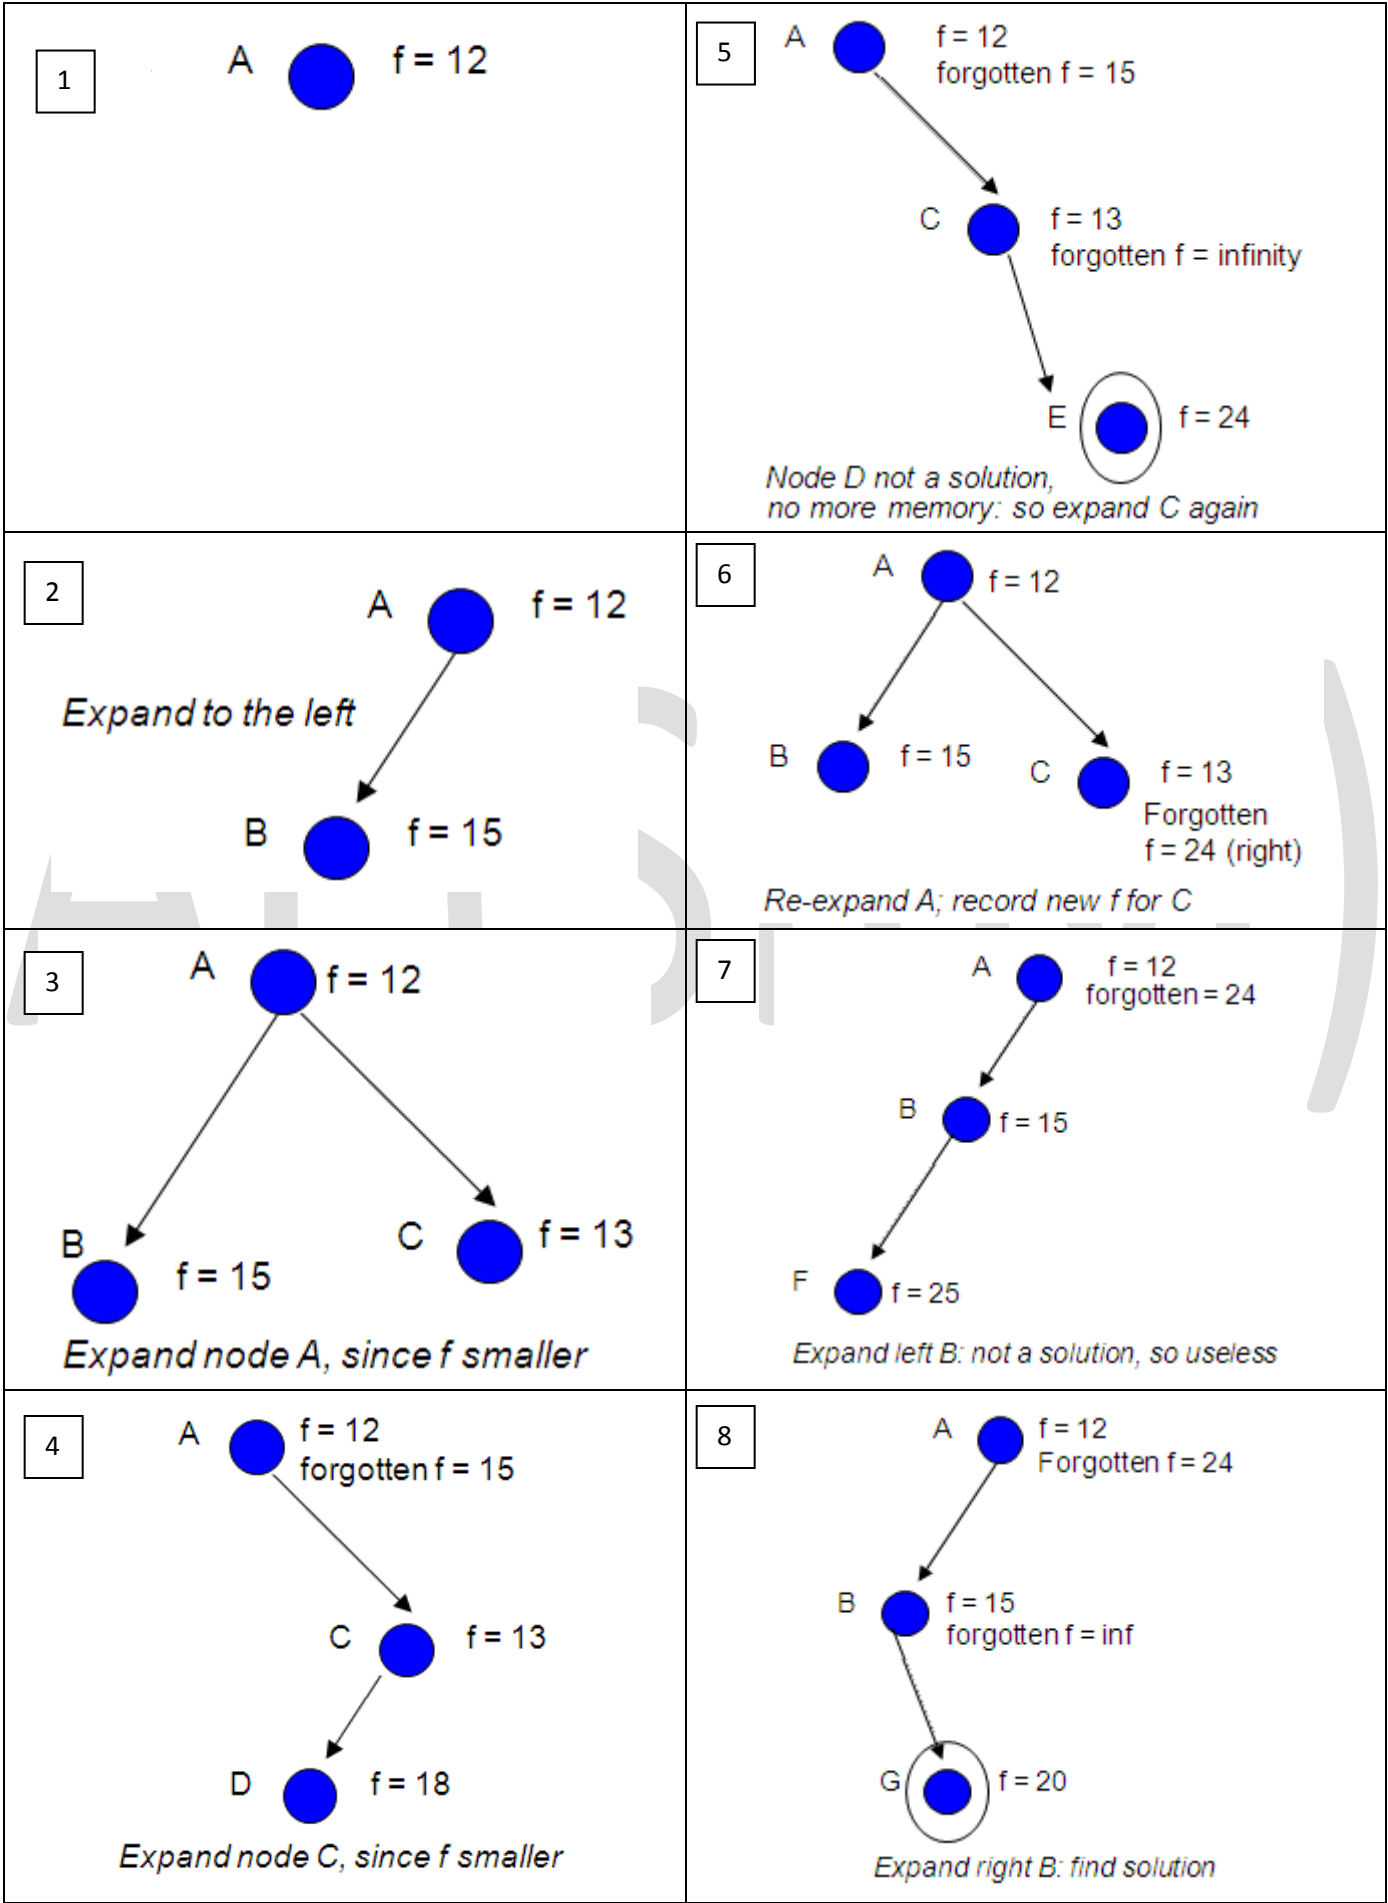 1
A
f = 12
2
A
f = 12
Expand to the left
B
f = 15
3
A
f = 12
B
f = 15
C
f = 13
Expand node A, since f smaller
4
A
f = 12
forgotten f = 15
C
f = 13
D
f = 18
Expand node C, since f smaller
5
A
f = 12
forgotten f = 15
C
f = 13
forgotten f = infinity
E
f = 24
Node D not a solution,
no more memory: so expand C again
6
A
f = 12
B
f = 15
C
f = 13
Forgotten
f = 24 (right)
Re-expand A; record new f for C
7
A
f = 12
forgotten = 24
B
f = 15
F
f = 25
Expand left B: not a solution, so useless
8
A
f = 12
Forgotten f = 24
B
f = 15
forgotten f = inf
G
f = 20
Expand right B: find solution